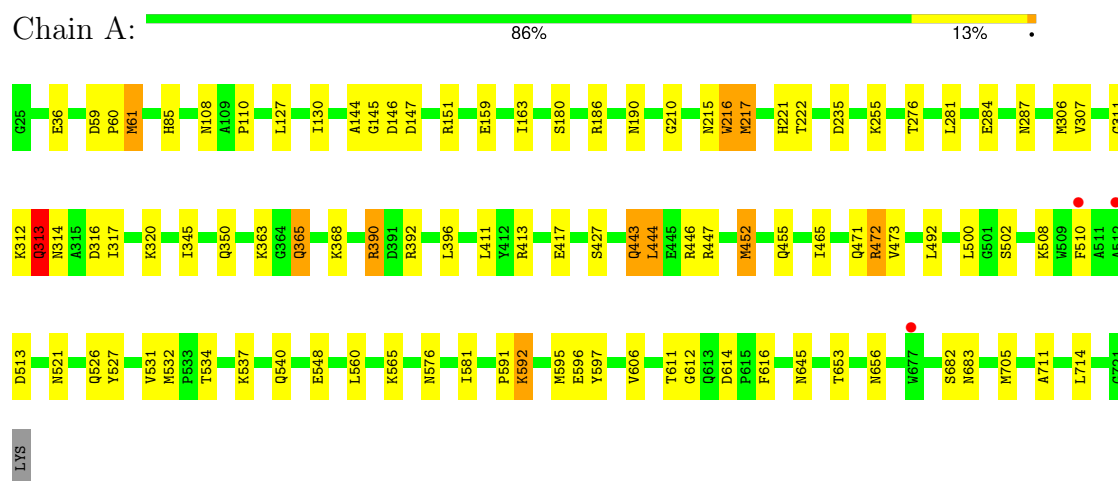 Chain A:
86% 13% •
G25 E36 D59 P60 M61 H85 N108 A109 P110 L127 I130 A144 G145 D146 D147 R151 E159 I163 S180 R186 N190 G210 N215 W216 M217 H221 T222 D235 K255 T276 L281 E284 N287 M306 V307 G311
K312 Q313 N314 A315 D316 I317 K320 I345 Q350 K363 G364 Q365 K368 R390 D391 R392 L396 L411 Y412 R413 E417 S427 Q443 L444 E445 R446 R447 M452 Q455 I465 Q471 R472 V473 L492 L500 G501 S502 K508 W509 F510 A511 A512
D513 N521 Q526 Y527 V531 M532 P533 T534 K537 Q540 E548 L560 K565 N576 I581 P591 K592 M595 E596 Y597 V606 T611 G612 Q613 D614 P615 F616 N645 T653 N656 W677 S682 N683 M705 A711 L714 G721
LYS